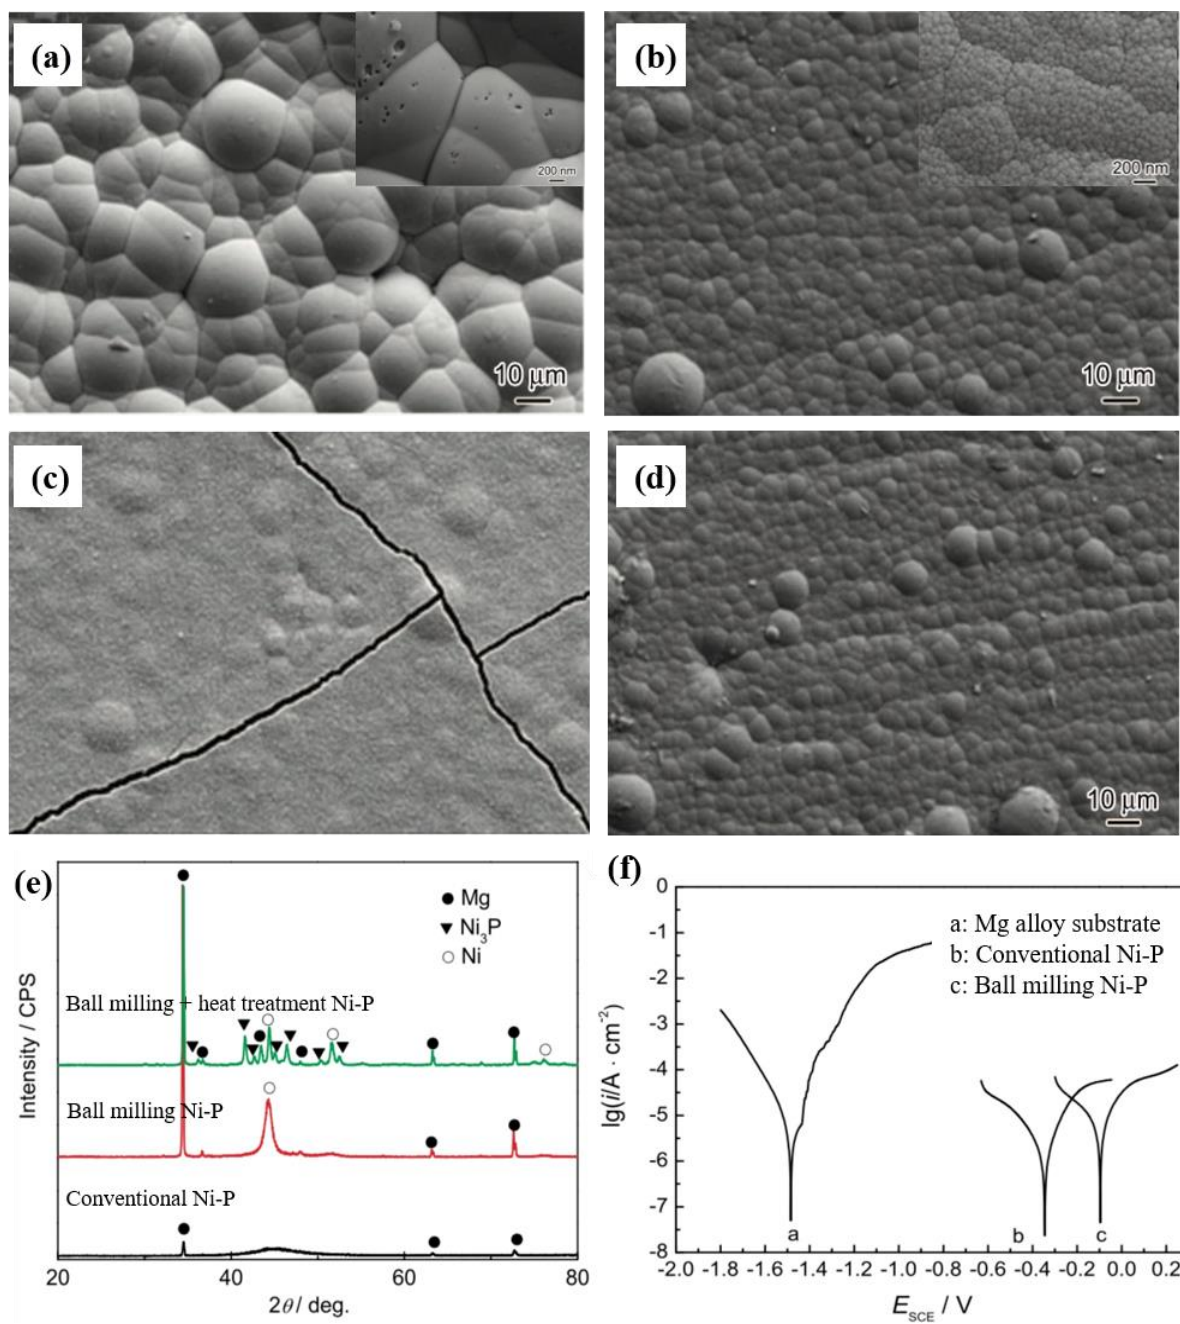 (a)
200 nm
10 μm
(b)
200 nm
10 μm
(c)
(d)
10 μm
(e)
Mg
Ni₃P
Ni
Ball milling + heat treatment Ni-P
Ball milling Ni-P
Conventional Ni-P
Intensity / CPS
20 40 60 80
2θ / deg.
(f)
a: Mg alloy substrate
b: Conventional Ni-P
c: Ball milling Ni-P
lg(i/A · cm⁻²)
0
-1
-2
-3
-4
-5
-6
-7
-8
a b c
-2.0 -1.8 -1.6 -1.4 -1.2 -1.0 -0.8 -0.6 -0.4 -0.2 0.0 0.2
E_SCE / V